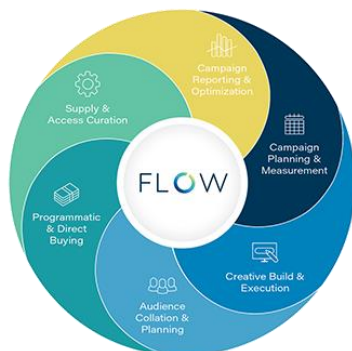 Campaign
Reporting &
Optimization
Campaign
Planning &
Measurement
Creative Build &
Execution
Audience
Collation &
Planning
Programmatic
& Direct
Buying
Supply &
Access Curation
FLOW